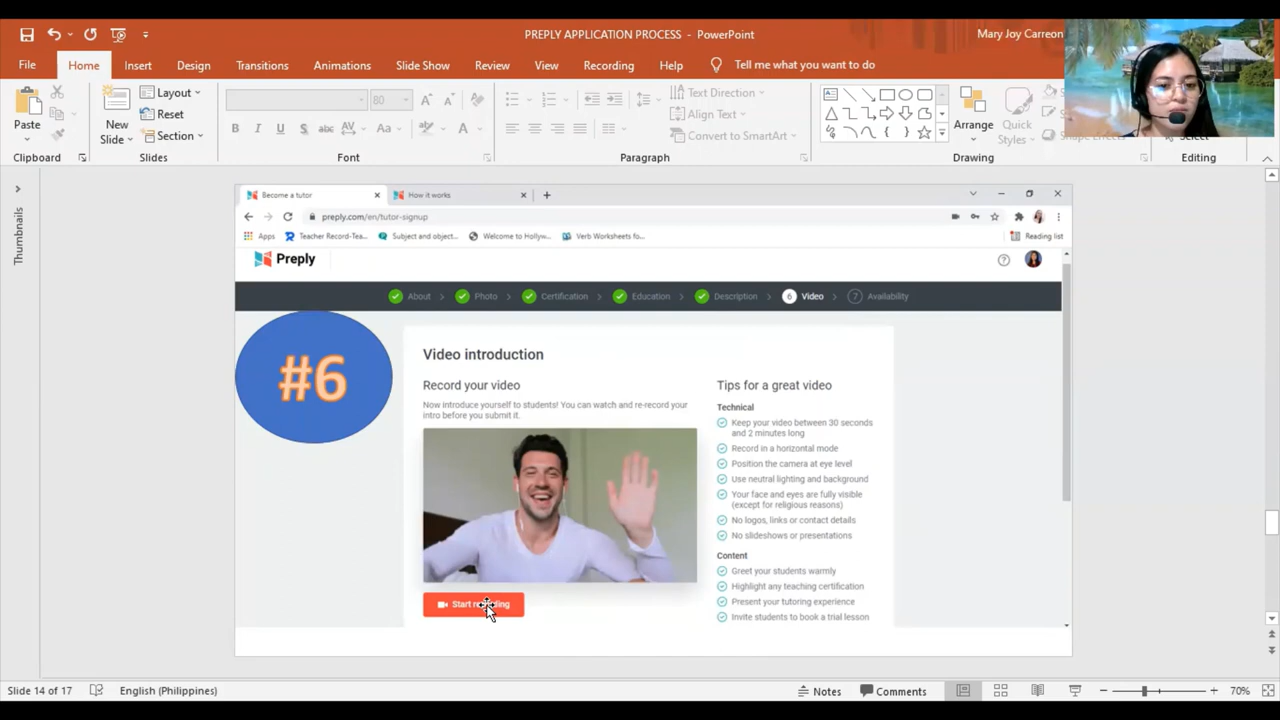 PREPLY APPLICATION PROCESS - PowerPoint
Mary Joy Carreon
File
Home
Insert
Design
Transitions
Animations
Slide Show
Review
View
Recording
Help
Tell me what you want to do
Paste
Clipboard
New
Slide
Layout
Reset
Section
Slides
80
Font
Text Direction
Align Text
Convert to SmartArt
Paragraph
Arrange
Quick
Styles
Drawing
Editing
Thumbnails
Become a tutor
How it works
preply.com/en/tutor-signup
Apps
Teacher Record-Tea...
Subject and object...
Welcome to Hollyw...
Verb Worksheets fo...
Reading list
Preply
About
Photo
Certification
Education
Description
6 Video
7 Availability
#6
Video introduction
Record your video
Now introduce yourself to students! You can watch and re-record your
intro before you submit it.
Start recording
Tips for a great video
Technical
Keep your video between 30 seconds
and 2 minutes long
Record in a horizontal mode
Position the camera at eye level
Use neutral lighting and background
Your face and eyes are fully visible
(except for religious reasons)
No logos, links or contact details
No slideshows or presentations
Content
Greet your students warmly
Highlight any teaching certification
Present your tutoring experience
Invite students to book a trial lesson
Slide 14 of 17
English (Philippines)
Notes
Comments
70%